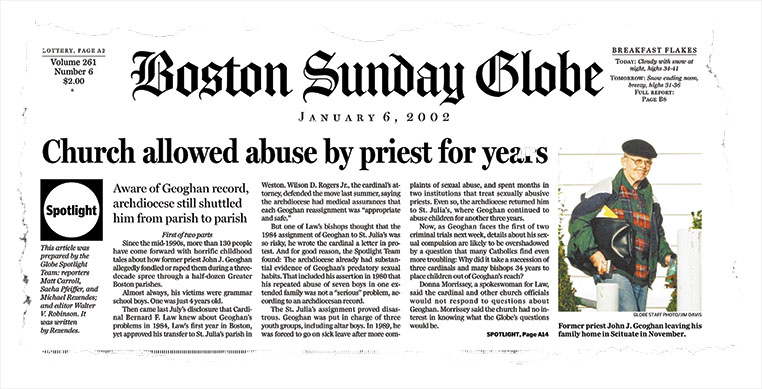 LOTTERY, PAGE A2
Volume 261
Number 6
$2.00
Boston Sunday Globe
BREAKFAST FLAKES
TODAY: Cloudy with snow at
night, highs 34-41
TOMORROW: Snow ending noon,
breezy, highs 31-36
FULL REPORT:
PAGE B8
JANUARY 6, 2002
Church allowed abuse by priest for years
Spotlight
This article was
prepared by the
Globe Spotlight
Team: reporters
Matt Carroll,
Sacha Pfeiffer, and
Michael Rezendes;
and editor Walter
V. Robinson. It
was written
by Rezendes.
Aware of Geoghan record,
archdiocese still shuttled
him from parish to parish
First of two parts
Since the mid-1990s, more than 130 people
have come forward with horrific childhood
tales about how former priest John J. Geoghan
allegedly fondled or raped them during a three-
decade spree through a half-dozen Greater
Boston parishes.
Almost always, his victims were grammar
school boys. One was just 4 years old.
Then came last July's disclosure that Cardi-
nal Bernard F. Law knew about Geoghan's
problems in 1984, Law's first year in Boston,
yet approved his transfer to St. Julia's parish in
Weston. Wilson D. Rogers Jr., the cardinal's at-
torney, defended the move last summer, saying
the archdiocese had medical assurances that
each Geoghan reassignment was "appropriate
and safe."
But one of Law's bishops thought that the
1984 assignment of Geoghan to St. Julia's was
so risky, he wrote the cardinal a letter in pro-
test. And for good reason, the Spotlight Team
found: The archdiocese already had substan-
tial evidence of Geoghan's predatory sexual
habits. That included his assertion in 1980 that
his repeated abuse of seven boys in one ex-
tended family was not a "serious" problem, ac-
cording to an archdiocesan record.
The St. Julia's assignment proved disas-
trous. Geoghan was put in charge of three
youth groups, including altar boys. In 1989, he
was forced to go on sick leave after more com-
plaints of sexual abuse, and spent months in
two institutions that treat sexually abusive
priests. Even so, the archdiocese returned him
to St. Julia's, where Geoghan continued to
abuse children for another three years.
Now, as Geoghan faces the first of two
criminal trials next week, details about his sex-
ual compulsion are likely to be overshadowed
by a question that many Catholics find even
more troubling: Why did it take a succession of
three cardinals and many bishops 34 years to
place children out of Geoghan's reach?
Donna Morrissey, a spokeswoman for Law,
said the cardinal and other church officials
would not respond to questions about
Geoghan. Morrissey said the church had no in-
terest in knowing what the Globe's questions
would be.
SPOTLIGHT, Page A14
GLOBE STAFF PHOTO/JIM DAVIS
Former priest John J. Geoghan leaving his
family home in Scituate in November.